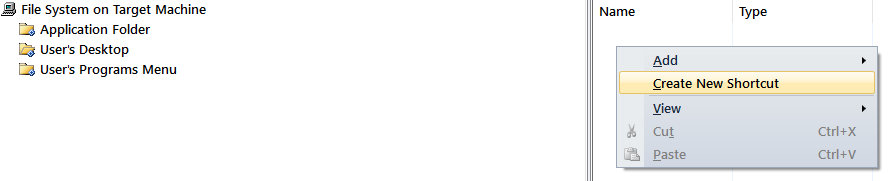 File System on Target Machine
Application Folder
User's Desktop
User's Programs Menu
Name Type
Add
Create New Shortcut
View
Cut Ctrl+X
Paste Ctrl+V